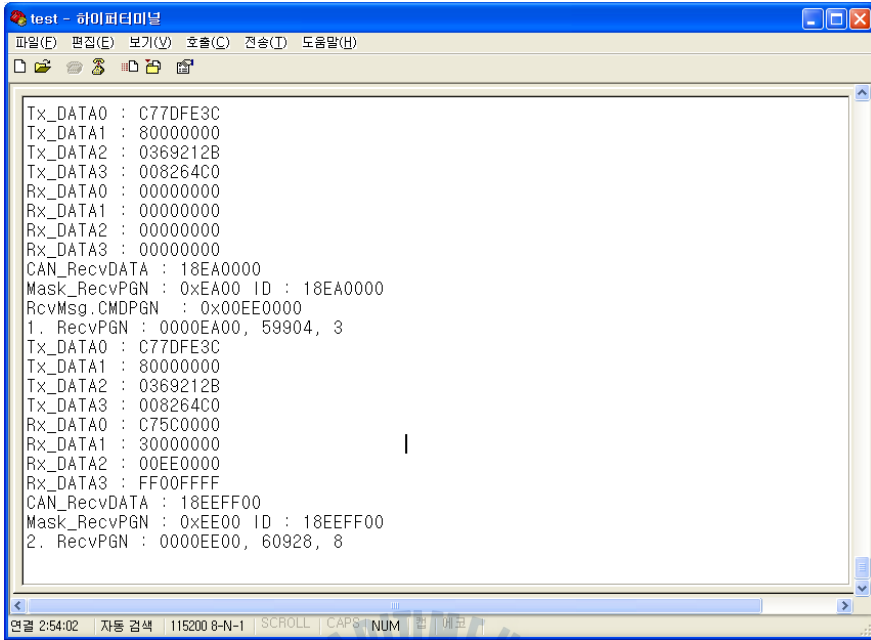 test - 하이퍼터미널
파일(F) 편집(E) 보기(V) 호출(C) 전송(T) 도움말(H)
Tx_DATA0 : C77DFE3C
Tx_DATA1 : 80000000
Tx_DATA2 : 0369212B
Tx_DATA3 : 008264C0
Rx_DATA0 : 00000000
Rx_DATA1 : 00000000
Rx_DATA2 : 00000000
Rx_DATA3 : 00000000
CAN_RecvDATA : 18EA0000
Mask_RecvPGN : 0xEA00 ID : 18EA0000
RcvMsg.CMDPGN : 0x00EE0000
1. RecvPGN : 0000EA00, 59904, 3
Tx_DATA0 : C77DFE3C
Tx_DATA1 : 80000000
Tx_DATA2 : 0369212B
Tx_DATA3 : 008264C0
Rx_DATA0 : C75C0000
Rx_DATA1 : 30000000
Rx_DATA2 : 00EE0000
Rx_DATA3 : FF00FFFF
CAN_RecvDATA : 18EEFF00
Mask_RecvPGN : 0xEE00 ID : 18EEFF00
2. RecvPGN : 0000EE00, 60928, 8
연결 2:54:02 자동 검색 115200 8-N-1 SCROLL CAPS NUM 캡 에코